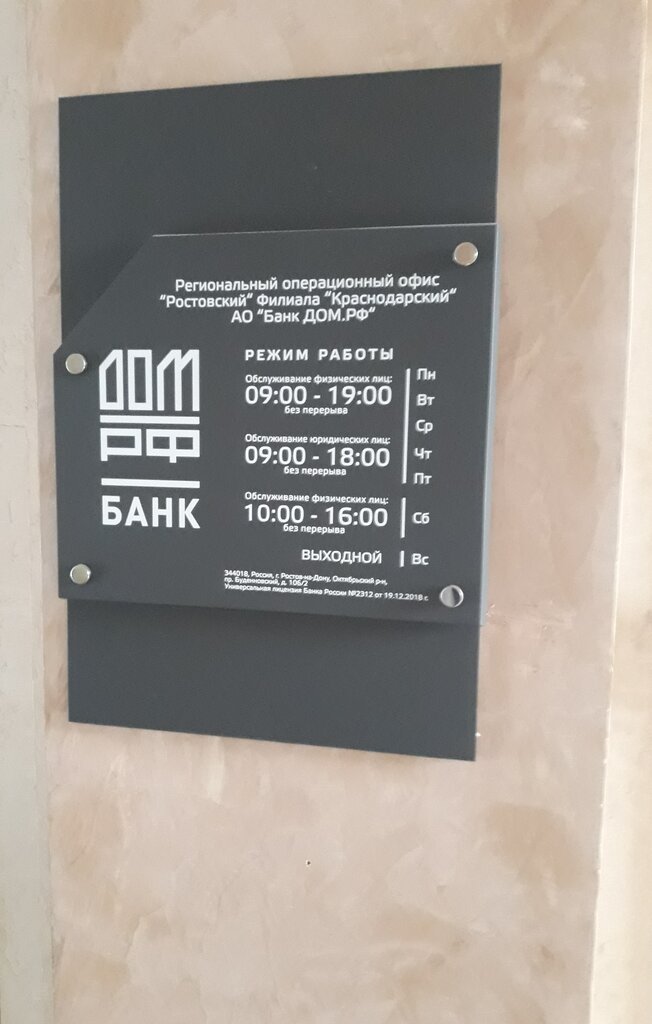 Региональный операционный офис
"Ростовский" Филиала "Краснодарский"
АО "Банк ДОМ.РФ"
ДОМ
РФ
БАНК
РЕЖИМ РАБОТЫ
Обслуживание физических лиц:
09:00 - 19:00
без перерыва
Обслуживание юридических лиц:
09:00 - 18:00
без перерыва
Пн
Вт
Ср
Чт
Пт
Обслуживание физических лиц:
10:00 - 16:00
без перерыва
Сб
ВЫХОДНОЙ | Вс
344018, Россия, г. Ростов-на-Дону, Октябрьский р-н,
пр. Буденновский, д. 106/2
Универсальная лицензия Банка России №2312 от 19.12.2018 г.